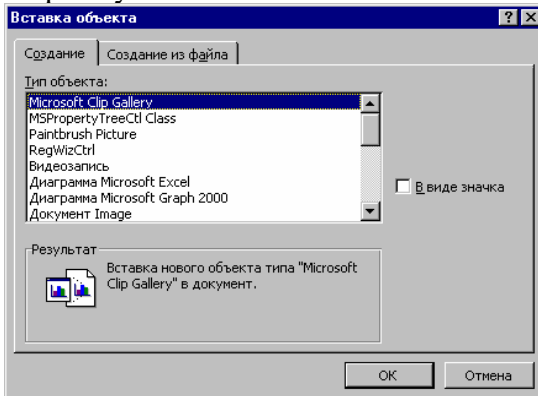 Вставка объекта
Создание
Создание из файла
Тип объекта:
Microsoft Clip Gallery
MSPropertyTreeCtl Class
Paintbrush Picture
RegWizCtrl
Видеозапись
Диаграмма Microsoft Excel
Диаграмма Microsoft Graph 2000
Документ Image
В виде значка
Результат
Вставка нового объекта типа "Microsoft
Clip Gallery" в документ.
ОК
Отмена